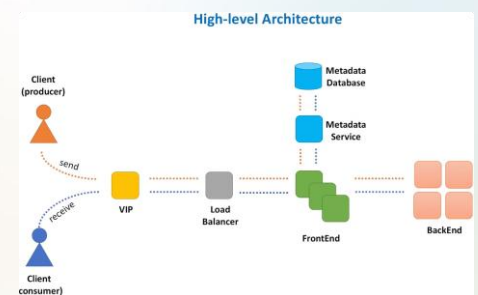 High-level Architecture
Client
(producer)
send
receive
Client
consumer)
VIP
Load
Balancer
Metadata
Database
Metadata
Service
FrontEnd
BackEnd